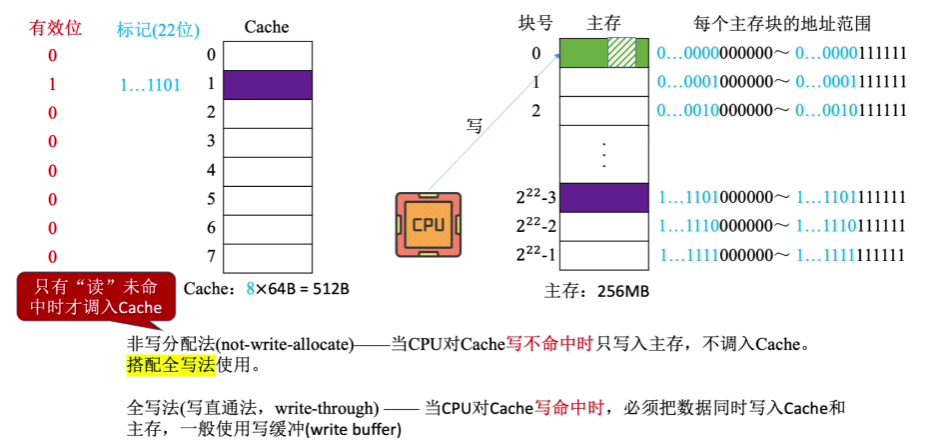 有效位 标记(22位) Cache 块号 主存 每个主存块的地址范围
0 0 0 0…0000000000～ 0…0000111111
1 1…1101 1 1 0…0001000000～ 0…0001111111
0 2 2 0…0010000000～ 0…0010111111
写
0 3
⋮
0 4
0 5 2²²-3 1…1101000000～ 1…1101111111
CPU
0 6 2²²-2 1…1110000000～ 1…1110111111
0 7 2²²-1 1…1111000000～ 1…1111111111
只有“读”未命
中时才调入Cache
Cache：8×64B = 512B 主存：256MB
非写分配法(not-write-allocate)——当CPU对Cache写不命中时只写入主存，不调入Cache。
搭配全写法使用。
全写法(写直通法，write-through) —— 当CPU对Cache写命中时，必须把数据同时写入Cache和
主存，一般使用写缓冲(write buffer)